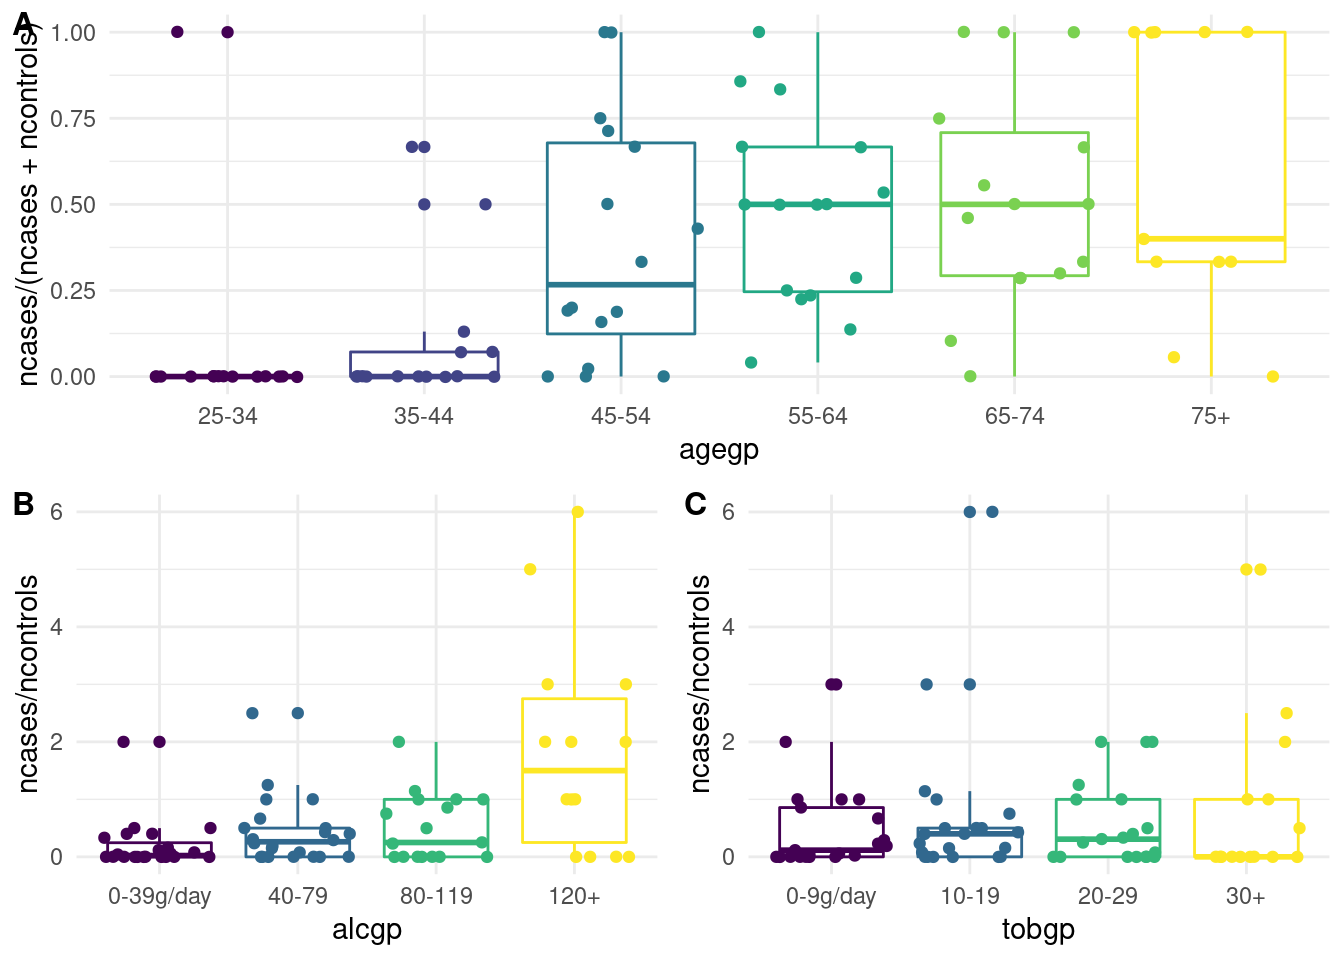 A
ncases/(ncases + ncontrols)
1.00
0.75
0.50
0.25
0.00
25-34 35-44 45-54 55-64 65-74 75+
agegp
B
ncases/ncontrols
6
4
2
0
0-39g/day 40-79 80-119 120+
alcgp
C
ncases/ncontrols
6
4
2
0
0-9g/day 10-19 20-29 30+
tobgp